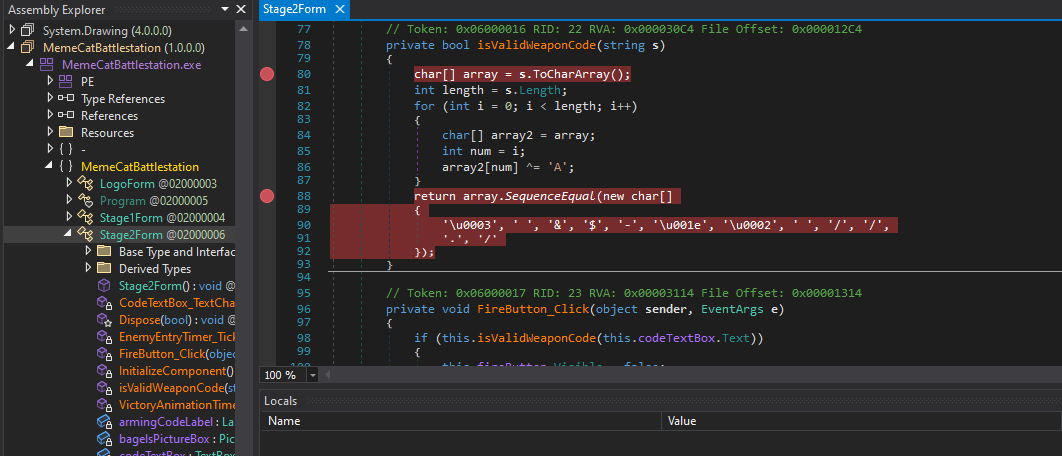 Assembly Explorer
System.Drawing (4.0.0.0)
MemeCatBattlestation (1.0.0.0)
MemeCatBattlestation.exe
PE
Type References
References
Resources
{ } -
{ } MemeCatBattlestation
LogoForm @02000003
Program @02000005
Stage1Form @02000004
Stage2Form @02000006
Base Type and Interfac
Derived Types
Stage2Form() : void @
CodeTextBox_TextCha
Dispose(bool) : void @
EnemyEntryTimer_Tick
FireButton_Click(objec
InitializeComponent()
isValidWeaponCode(st
VictoryAnimationTime
armingCodeLabel : La
bagelsPictureBox : Pic
codeTextBox : TextBox
Stage2Form
77 // Token: 0x06000016 RID: 22 RVA: 0x000030C4 File Offset: 0x000012C4
78 private bool isValidWeaponCode(string s)
79 {
80 char[] array = s.ToCharArray();
81 int length = s.Length;
82 for (int i = 0; i < length; i++)
83 {
84 char[] array2 = array;
85 int num = i;
86 array2[num] ^= 'A';
87 }
88 return array.SequenceEqual(new char[]
89 {
90 '\u0003', ' ', '&', '$', '-', '\u001e', '\u0002', ' ', '/', '/',
91 '.', '/'
92 });
93 }
94
95 // Token: 0x06000017 RID: 23 RVA: 0x00003114 File Offset: 0x00001314
96 private void FireButton_Click(object sender, EventArgs e)
97 {
98 if (this.isValidWeaponCode(this.codeTextBox.Text))
99 {
100 this.fireButton.Visible = false;
100 %
Locals
Name Value